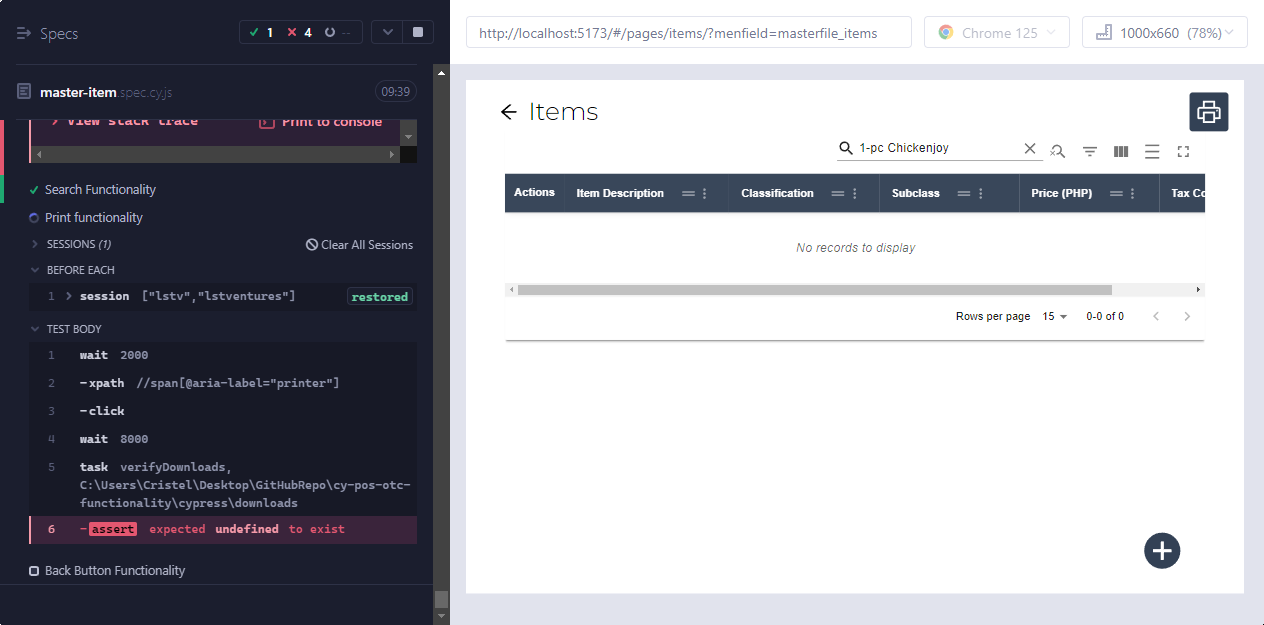 Specs
1 4 --
master-item.spec.cy.js 09:39
View stack trace Print to console
Search Functionality
Print functionality
SESSIONS (1) Clear All Sessions
BEFORE EACH
1 session ["lstv","lstventures"] restored
TEST BODY
1 wait 2000
2 -xpath //span[@aria-label="printer"]
3 -click
4 wait 8000
5 task verifyDownloads,
C:\Users\Cristel\Desktop\GitHubRepo\cy-pos-otc-
functionality\cypress\downloads
6 -assert expected undefined to exist
Back Button Functionality
http://localhost:5173/#/pages/items/?menfield=masterfile_items
Chrome 125
1000x660 (78%)
Items
1-pc Chickenjoy
Actions Item Description Classification Subclass Price (PHP) Tax Co
No records to display
Rows per page 15 0-0 of 0